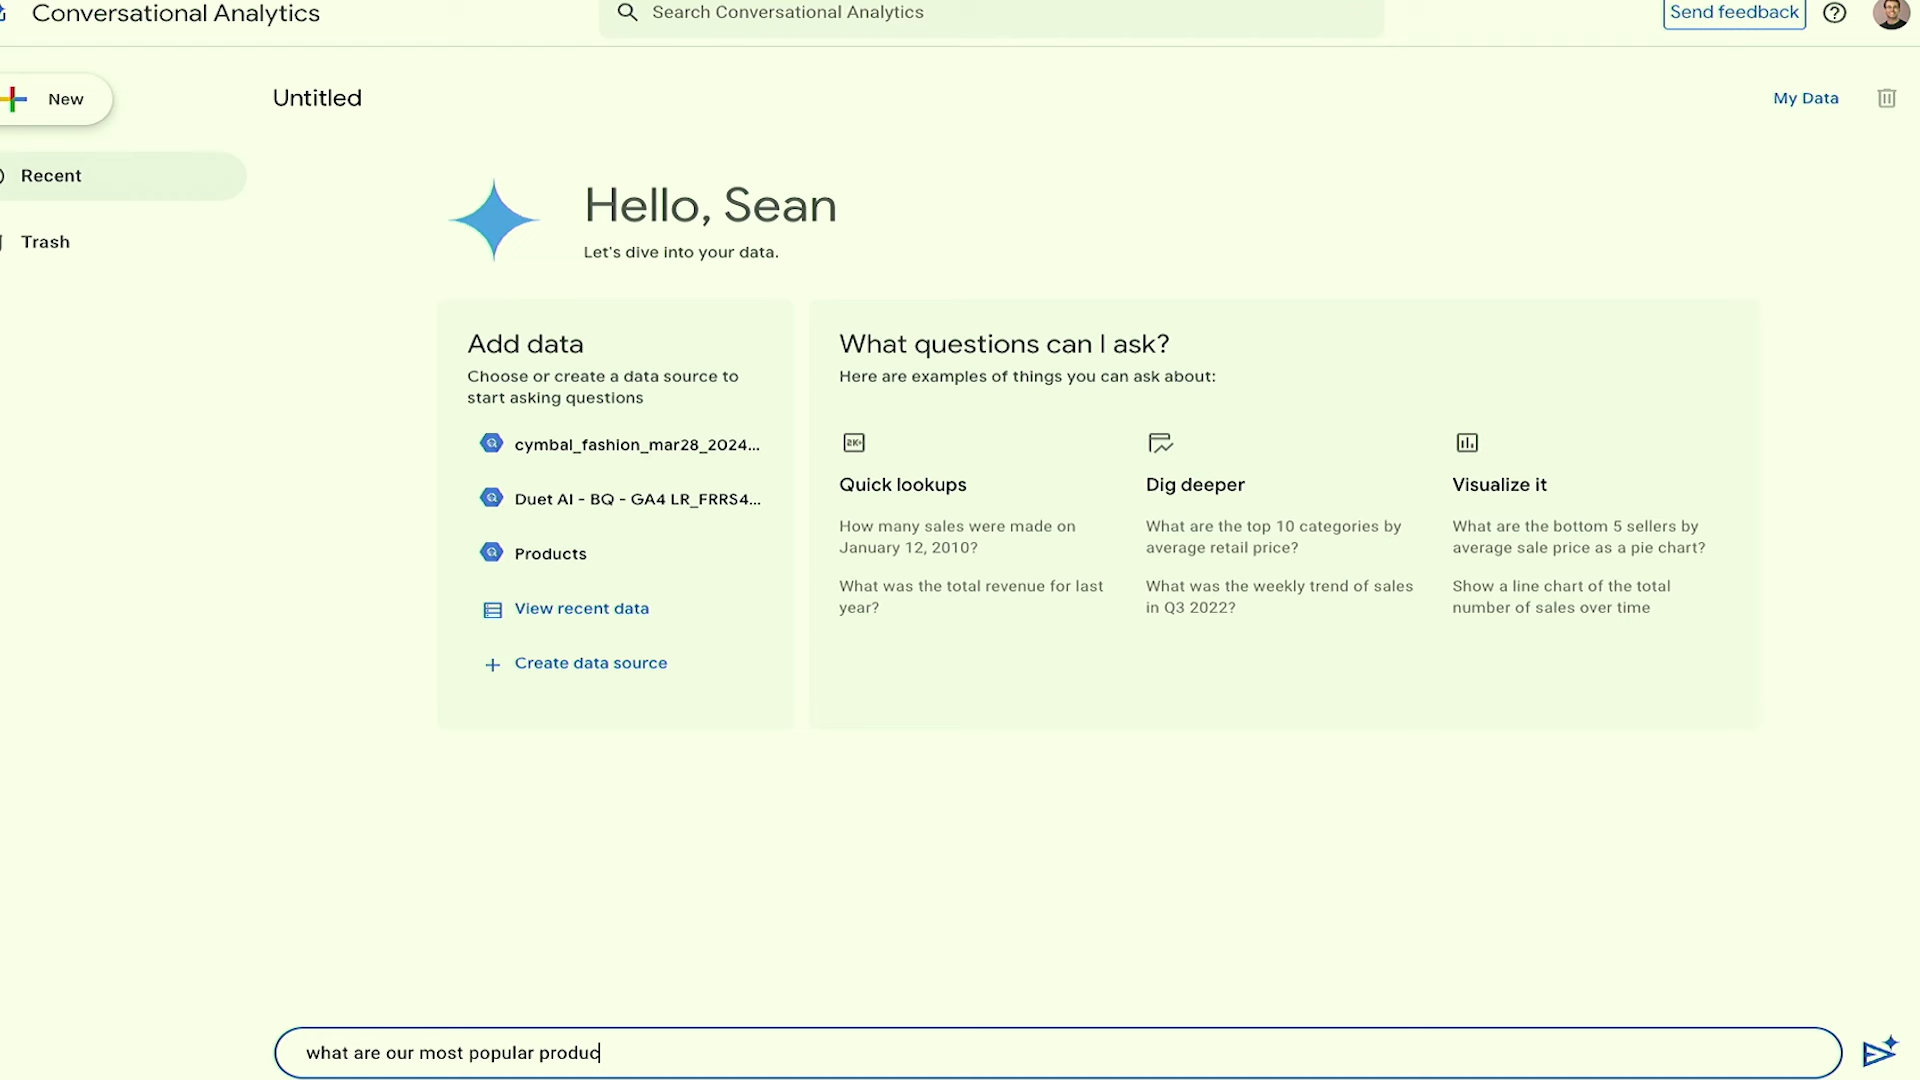 Conversational Analytics
Search Conversational Analytics
Send feedback
New
Untitled
My Data
Recent
Trash
Hello, Sean
Let's dive into your data.
Add data
Choose or create a data source to
start asking questions
cymbal_fashion_mar28_2024...
Duet AI - BQ - GA4 LR_FRRS4...
Products
View recent data
Create data source
What questions can I ask?
Here are examples of things you can ask about:
2K+
Quick lookups
How many sales were made on
January 12, 2010?
What was the total revenue for last
year?
Dig deeper
What are the top 10 categories by
average retail price?
What was the weekly trend of sales
in Q3 2022?
Visualize it
What are the bottom 5 sellers by
average sale price as a pie chart?
Show a line chart of the total
number of sales over time
what are our most popular produc